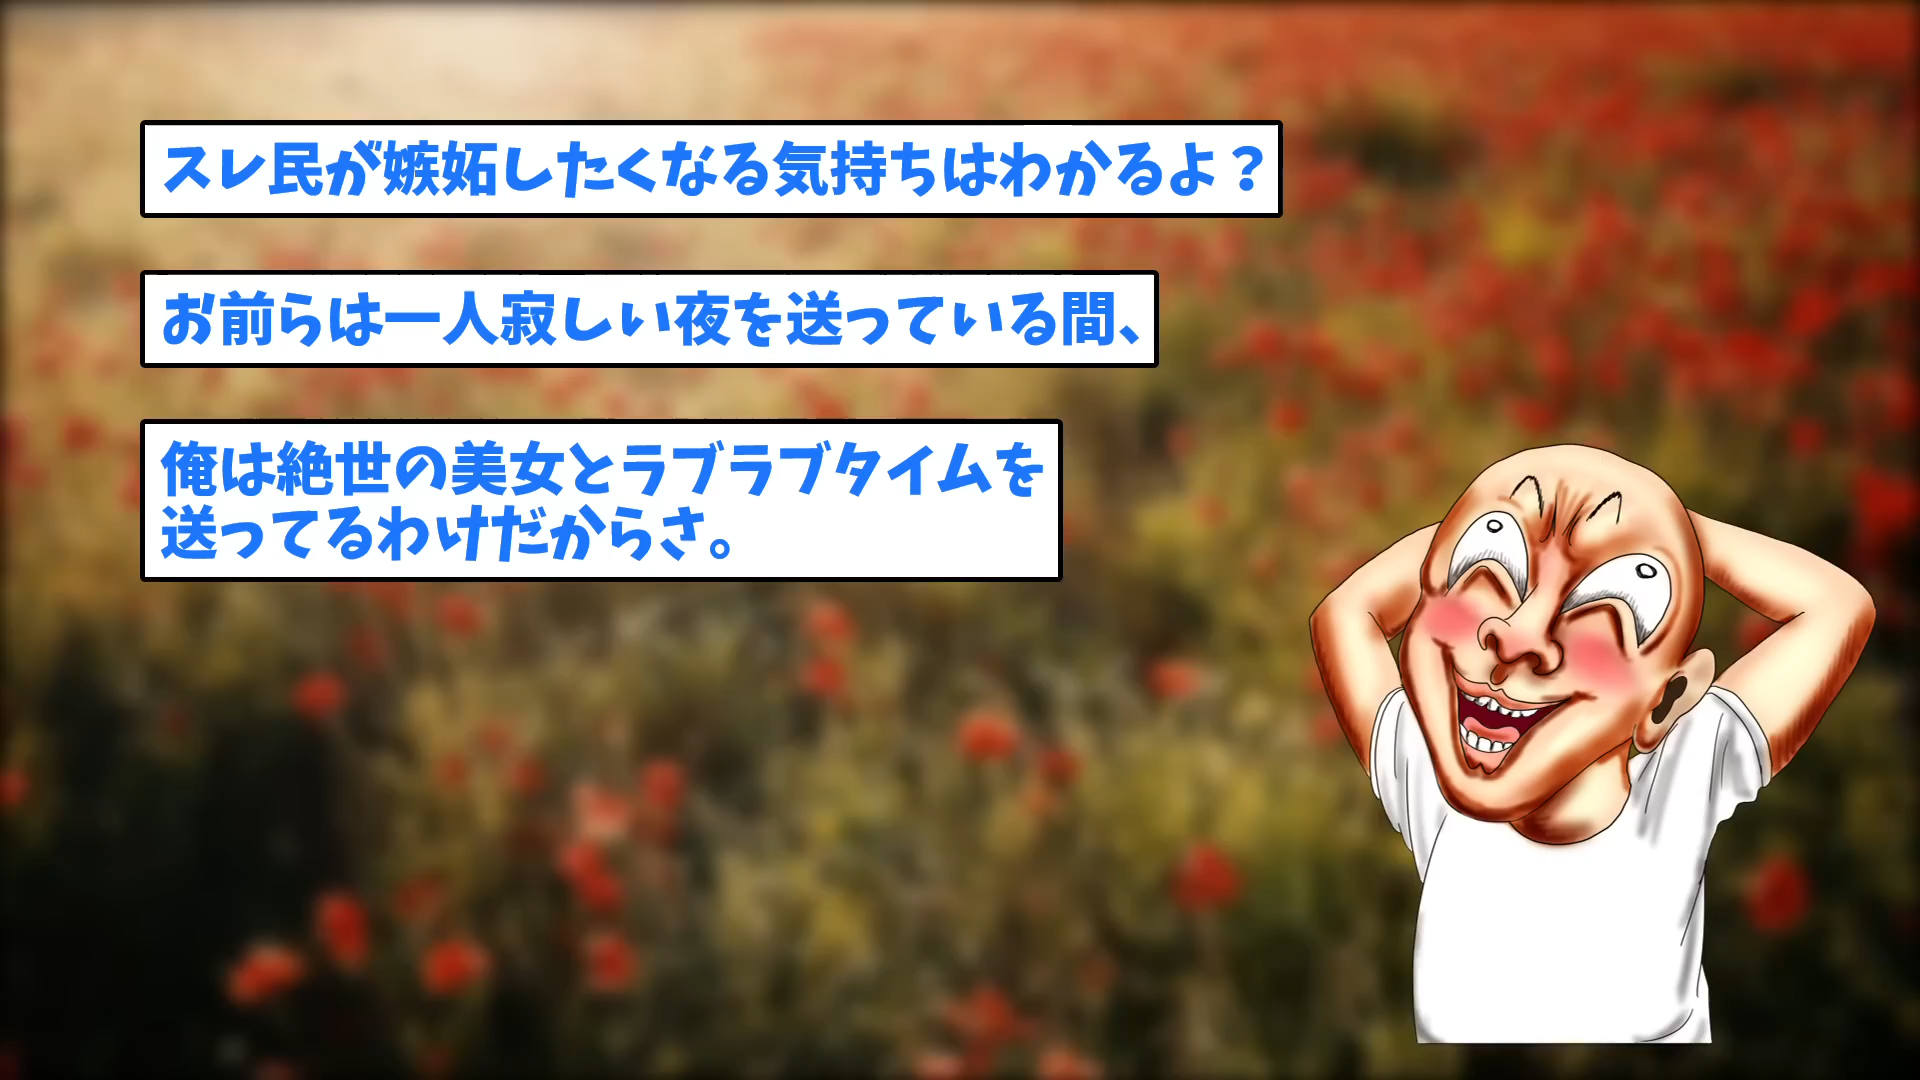 スレ民が嫉妬したくなる気持ちはわかるよ？
お前らは一人寂しい夜を送っている間、
俺は絶世の美女とラブラブタイムを
送ってるわけだからさ。